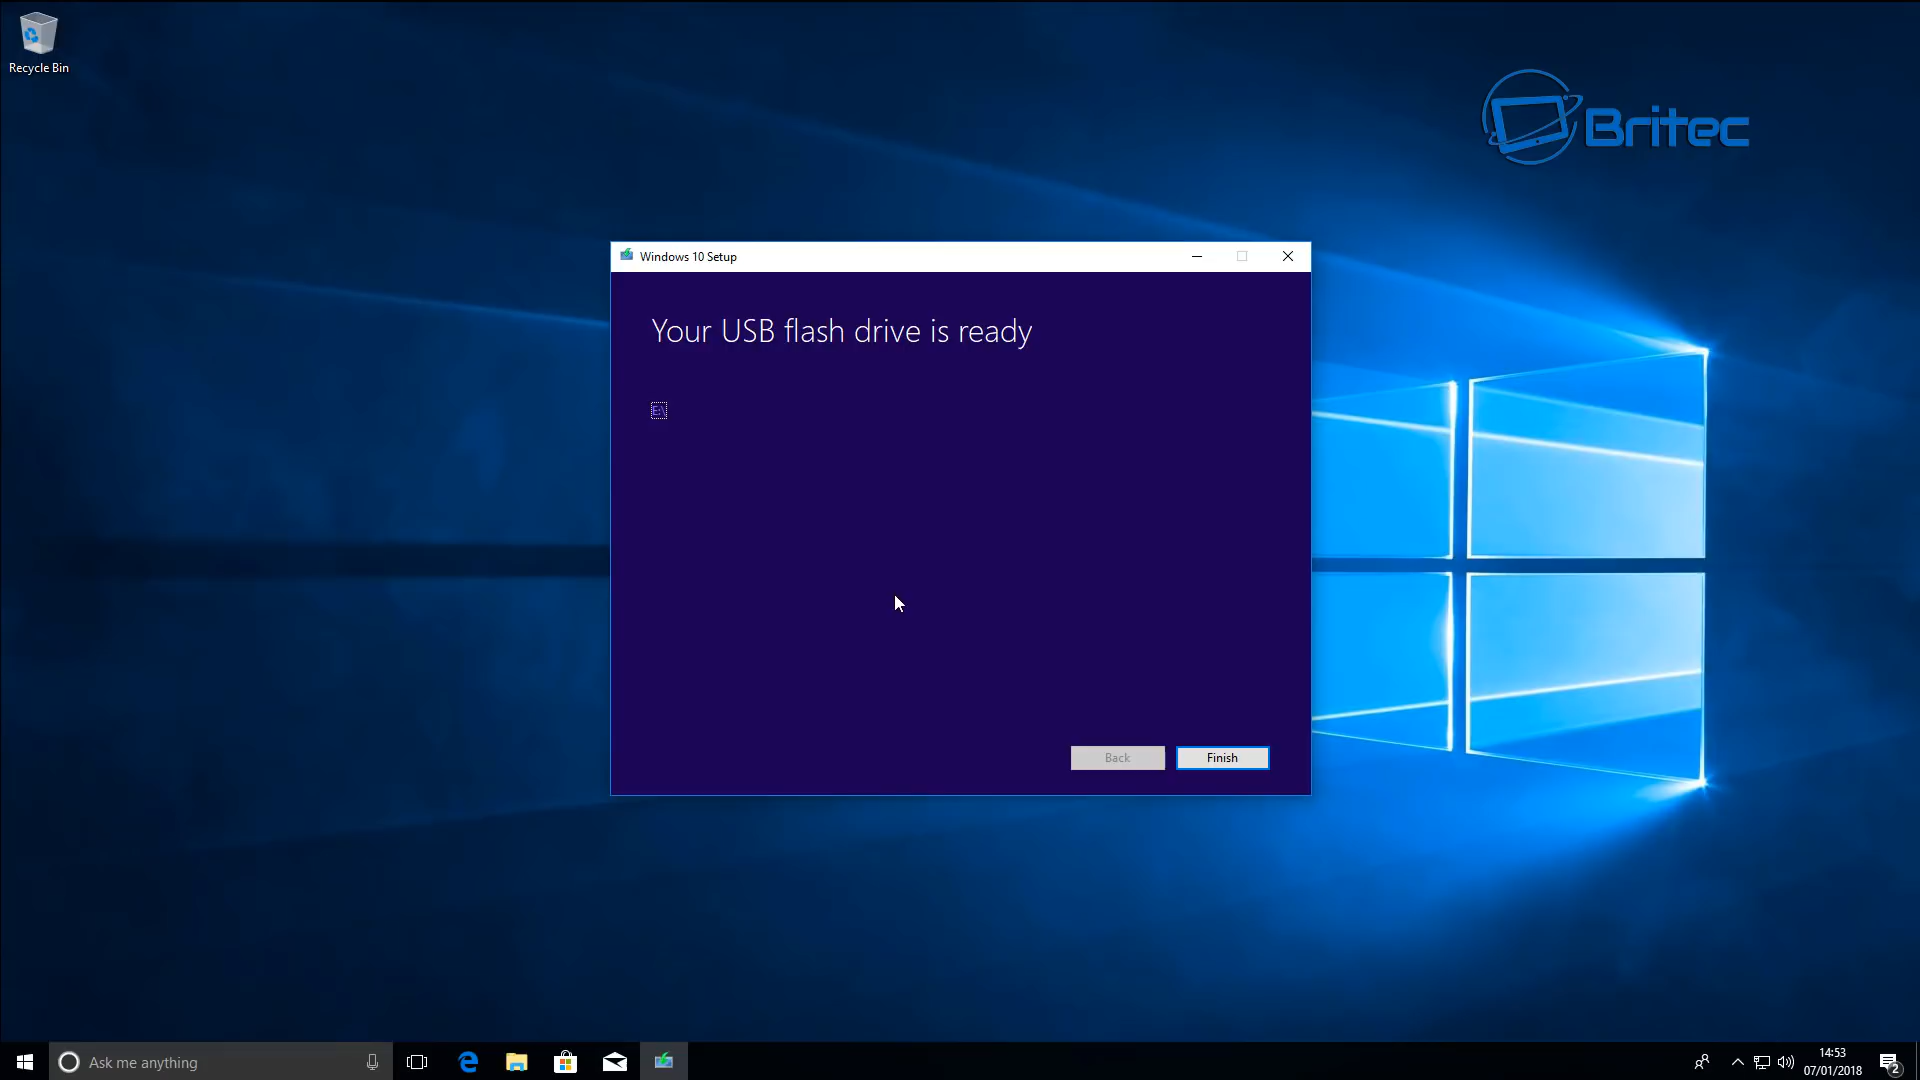 Recycle Bin
Britec
Windows 10 Setup
Your USB flash drive is ready
E:\
Back
Finish
Ask me anything
14:53
07/01/2018
2